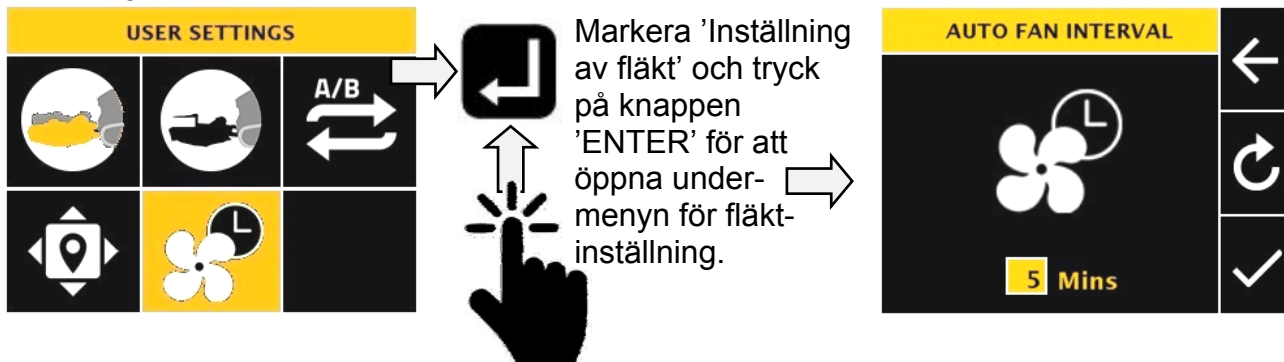 USER SETTINGS
A/B
Markera ’Inställning
av fläkt’ och tryck
på knappen
’ENTER’ för att
öppna under-
menyn för fläkt-
inställning.
AUTO FAN INTERVAL
5 Mins